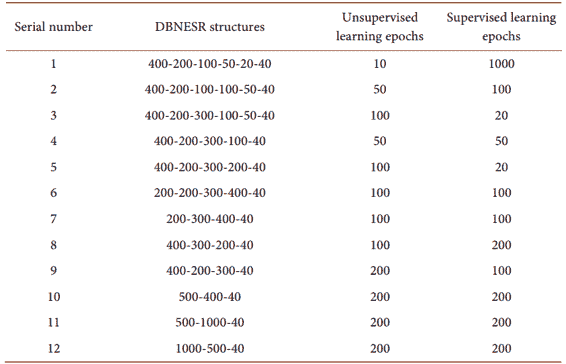 Serial number DBNESR structures Unsupervised learning epochs Supervised learning epochs
1 400-200-100-50-20-40 10 1000
2 400-200-100-100-50-40 50 100
3 400-200-300-100-50-40 100 20
4 400-200-300-100-40 50 50
5 400-200-300-200-40 100 20
6 200-200-300-400-40 100 100
7 200-300-400-40 100 100
8 400-300-200-40 100 200
9 400-200-300-40 200 100
10 500-400-40 200 200
11 500-1000-40 200 200
12 1000-500-40 200 200